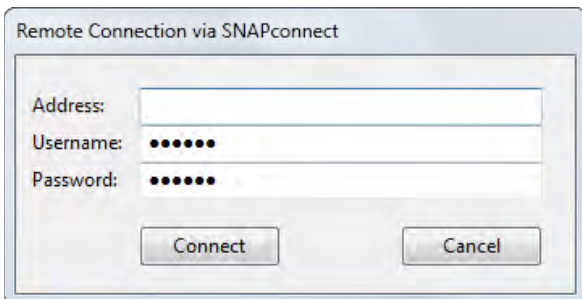 Remote Connection via SNAPconnect
Address:
Username: ●●●●●●
Password: ●●●●●●
Connect Cancel